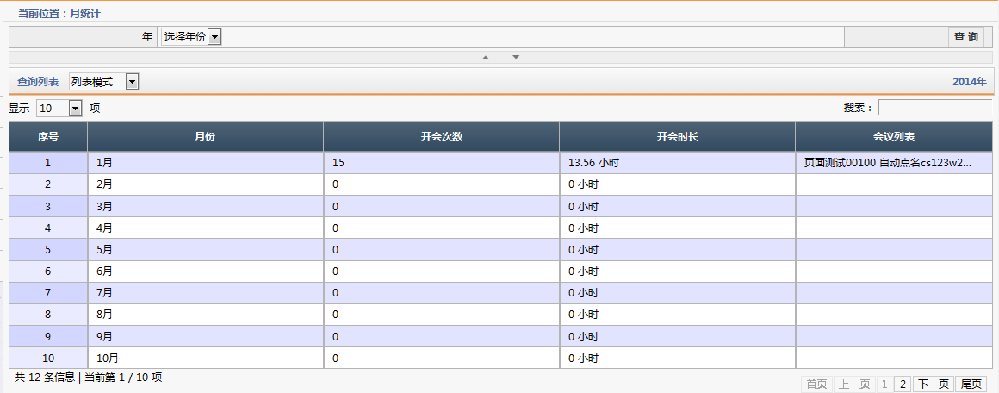 当前位置：月统计
年 选择年份 查 询
查询列表 列表模式 2014年
显示 10 项 搜索：
序号 月份 开会次数 开会时长 会议列表
1 1月 15 13.56 小时 页面测试00100 自动点名cs123w2...
2 2月 0 0 小时
3 3月 0 0 小时
4 4月 0 0 小时
5 5月 0 0 小时
6 6月 0 0 小时
7 7月 0 0 小时
8 8月 0 0 小时
9 9月 0 0 小时
10 10月 0 0 小时
共 12 条信息 | 当前第 1 / 10 项
首页 上一页 1 2 下一页 尾页